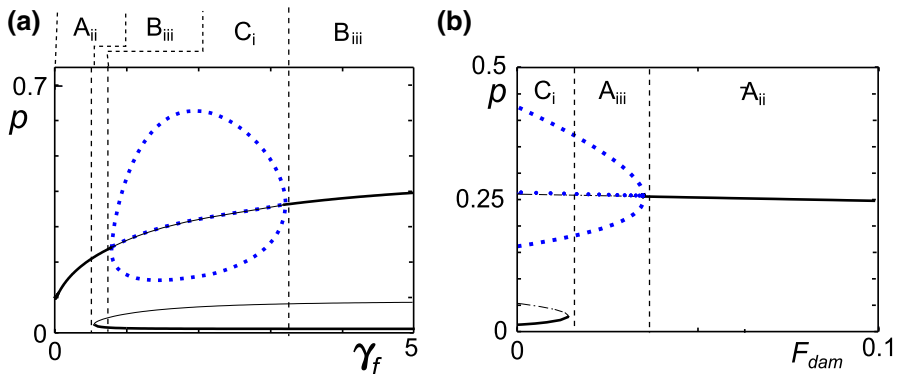 (a) A_ii B_iii C_i B_iii
0.7
p
0
0 γ_f 5
(b)
0.5
p C_i A_iii A_ii
0.25
0
0 F_dam 0.1